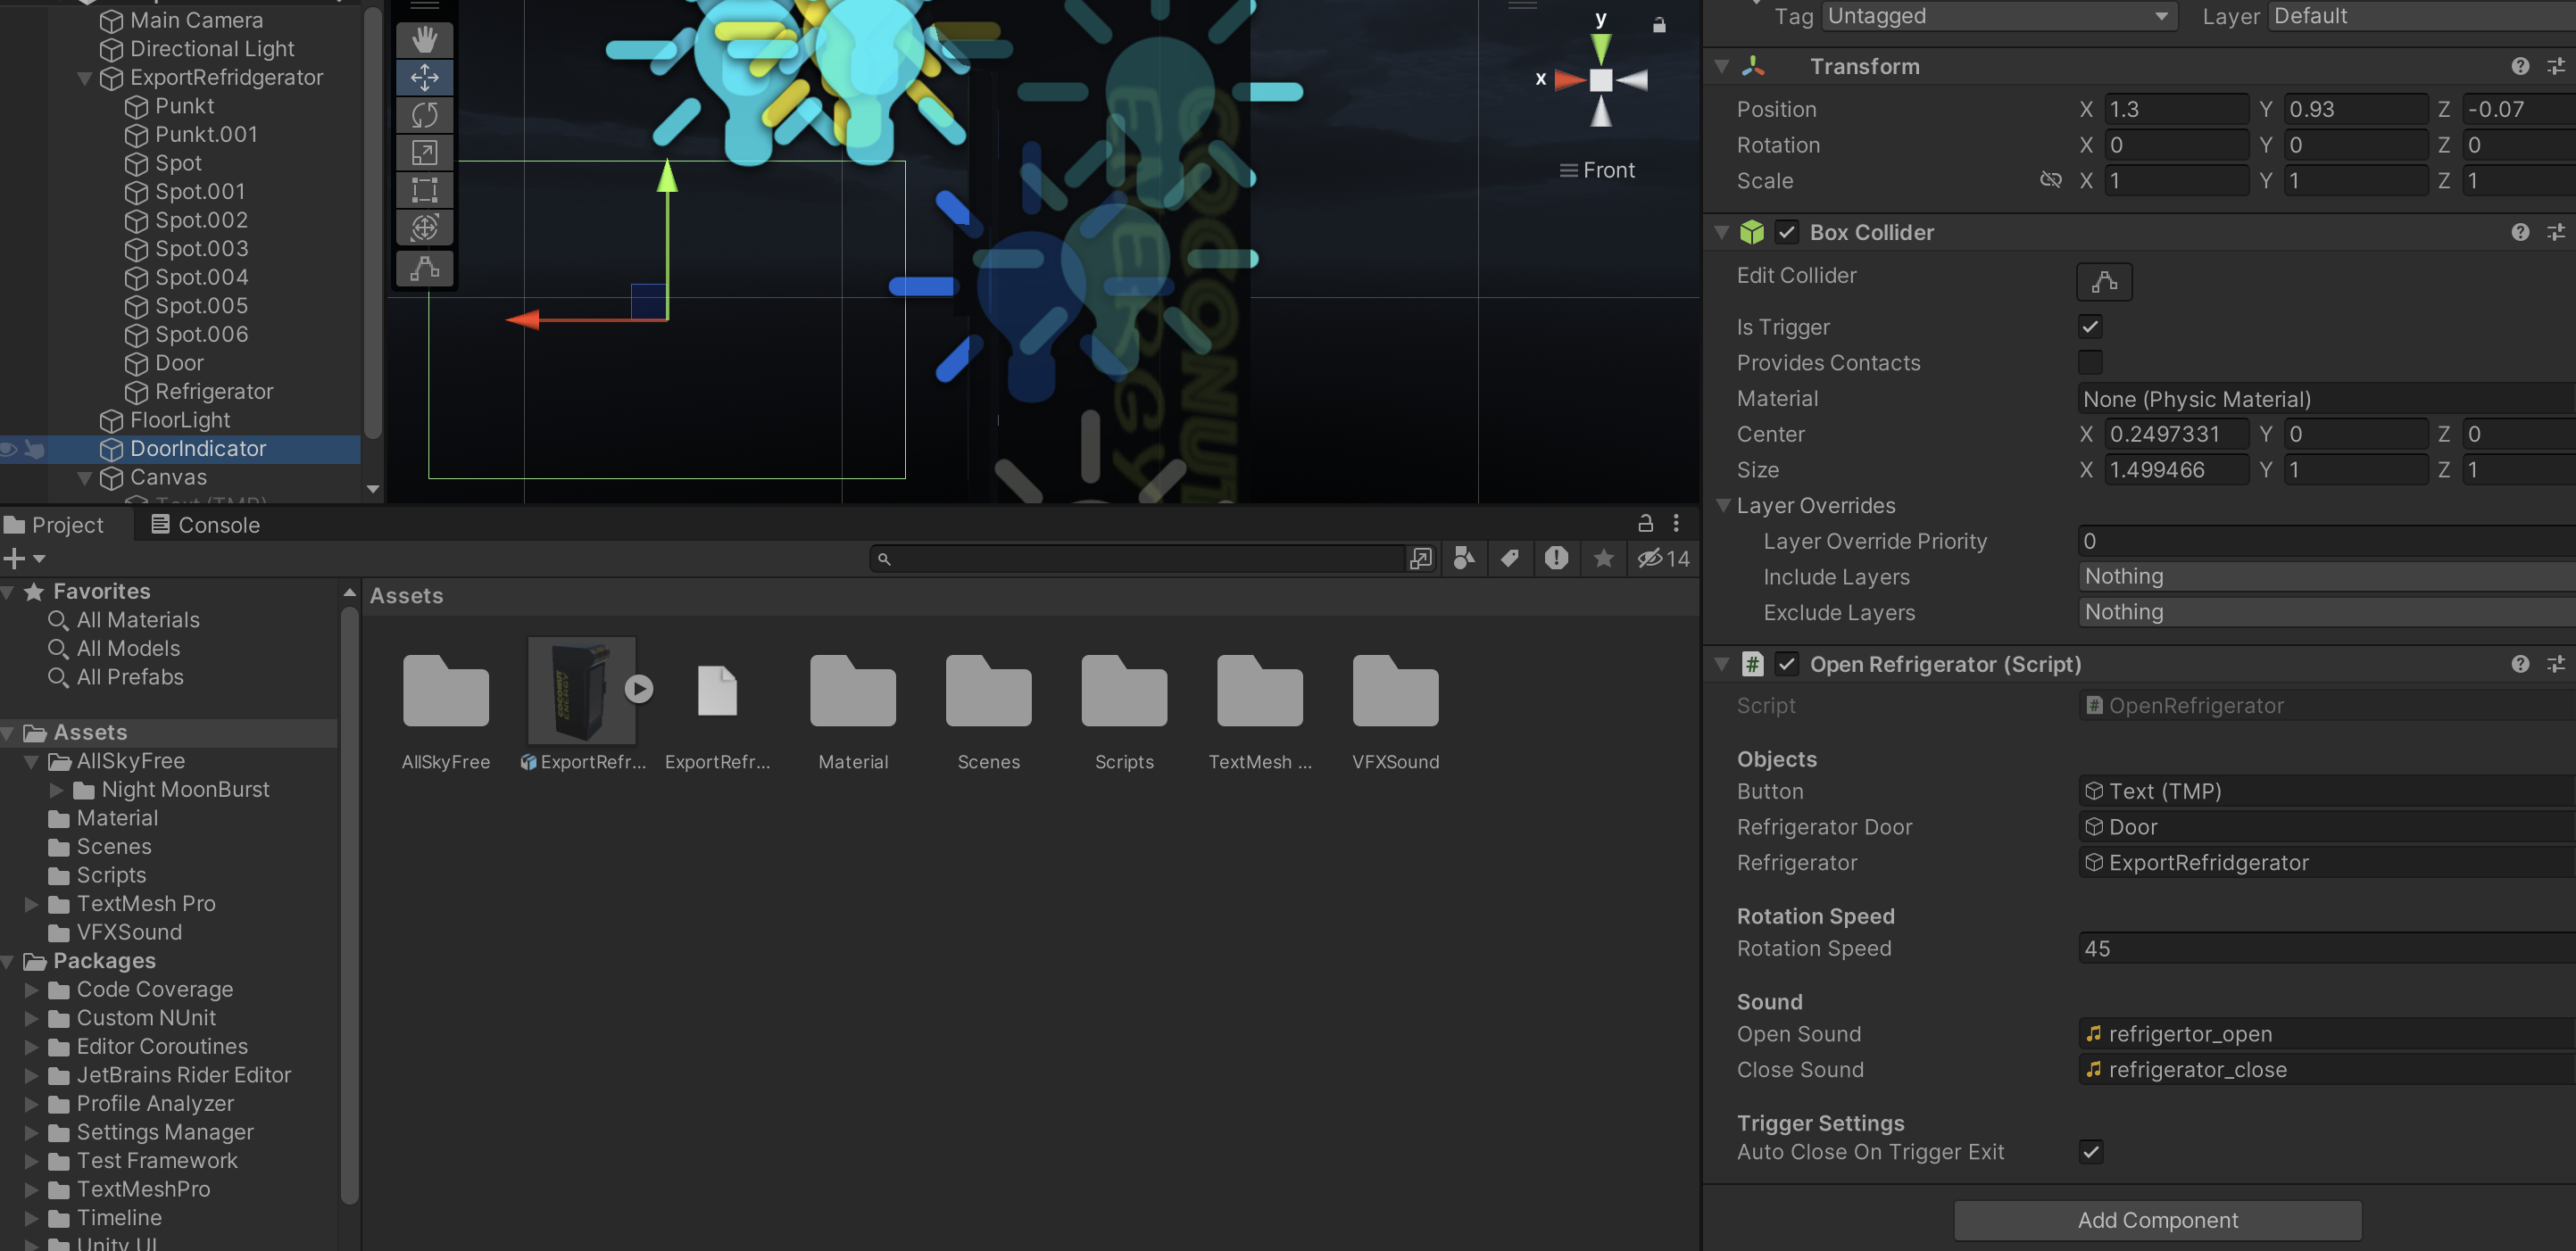 Main Camera
Directional Light
ExportRefridgerator
Punkt
Punkt.001
Spot
Spot.001
Spot.002
Spot.003
Spot.004
Spot.005
Spot.006
Door
Refrigerator
FloorLight
DoorIndicator
Canvas
Text (TMP)
y
x
Front
COCONUT
ENERGY
Tag Untagged Layer Default
Transform
Position X 1.3 Y 0.93 Z -0.07
Rotation X 0 Y 0 Z 0
Scale X 1 Y 1 Z 1
Box Collider
Edit Collider
Is Trigger
Provides Contacts
Material None (Physic Material)
Center X 0.2497331 Y 0 Z 0
Size X 1.499466 Y 1 Z 1
Layer Overrides
Layer Override Priority 0
Include Layers Nothing
Exclude Layers Nothing
Open Refrigerator (Script)
Script # OpenRefrigerator
Objects
Button Text (TMP)
Refrigerator Door Door
Refrigerator ExportRefridgerator
Rotation Speed
Rotation Speed 45
Sound
Open Sound refrigertor_open
Close Sound refrigerator_close
Trigger Settings
Auto Close On Trigger Exit
Add Component
Project Console
14
Favorites
All Materials
All Models
All Prefabs
Assets
AllSkyFree
Night MoonBurst
Material
Scenes
Scripts
TextMesh Pro
VFXSound
Packages
Code Coverage
Custom NUnit
Editor Coroutines
JetBrains Rider Editor
Profile Analyzer
Settings Manager
Test Framework
TextMeshPro
Timeline
Unity UI
Assets
COCONUT
ENERGY
AllSkyFree ExportRefr... ExportRefr... Material Scenes Scripts TextMesh ... VFXSound